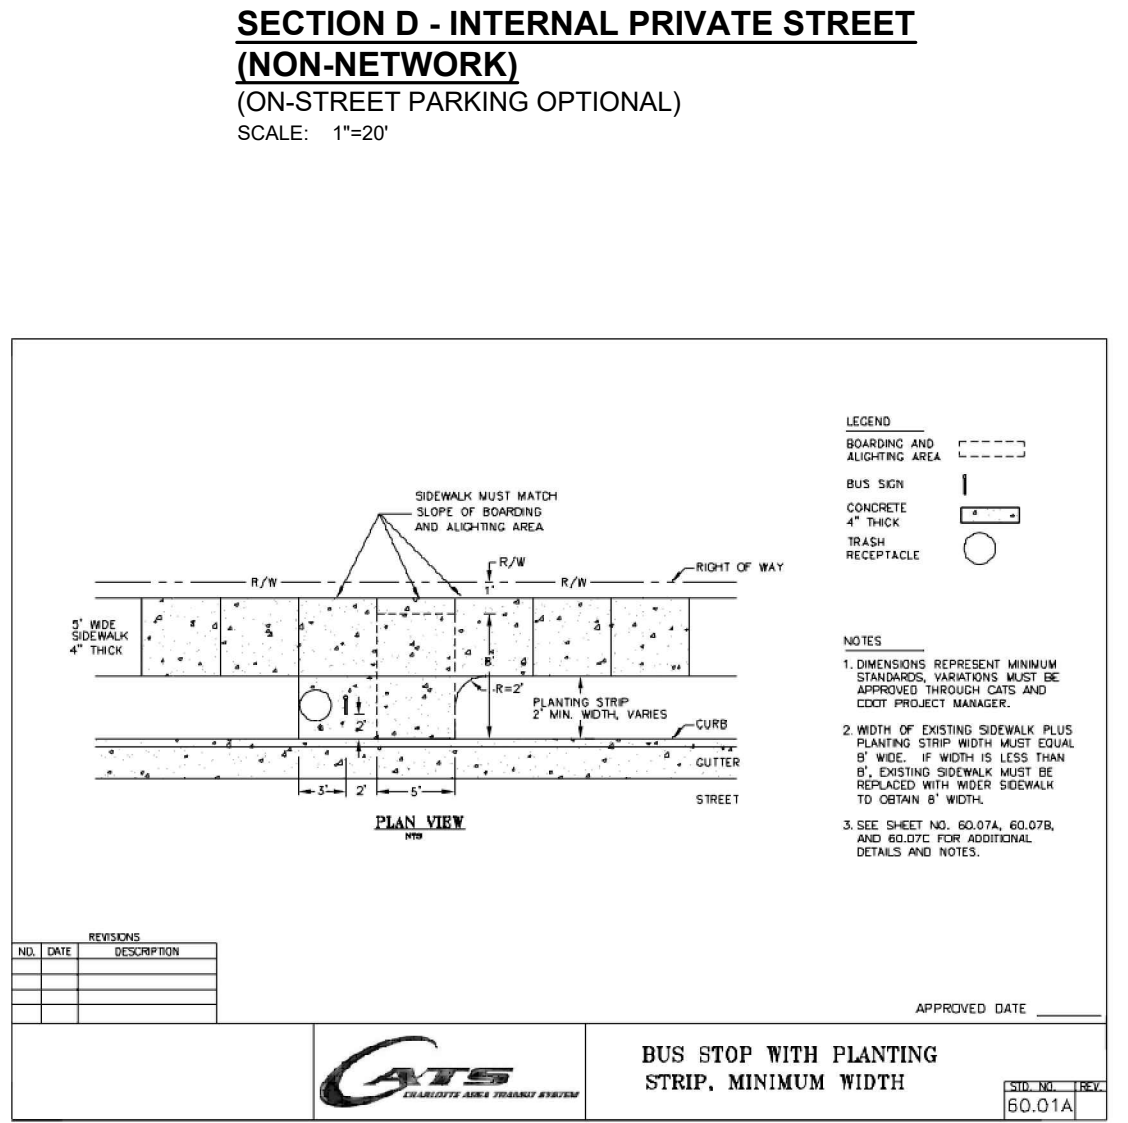 SECTION D - INTERNAL PRIVATE STREET
(NON-NETWORK)
(ON-STREET PARKING OPTIONAL)
SCALE: 1"=20'
LEGEND
BOARDING AND
ALIGHTING AREA
BUS SIGN
CONCRETE
4" THICK
TRASH
RECEPTACLE
SIDEWALK MUST MATCH
SLOPE OF BOARDING
AND ALIGHTING AREA
R/W
R/W
R/W
RIGHT OF WAY
1'
5' WIDE
SIDEWALK
4" THICK
8'
R=2'
PLANTING STRIP
2' MIN. WIDTH, VARIES
2'
CURB
GUTTER
3'
2'
5'
STREET
PLAN VIEW
NTS
NOTES
1. DIMENSIONS REPRESENT MINIMUM
STANDARDS, VARIATIONS MUST BE
APPROVED THROUGH CATS AND
CDOT PROJECT MANAGER.
2. WIDTH OF EXISTING SIDEWALK PLUS
PLANTING STRIP WIDTH MUST EQUAL
8' WIDE. IF WIDTH IS LESS THAN
8', EXISTING SIDEWALK MUST BE
REPLACED WITH WIDER SIDEWALK
TO OBTAIN 8' WIDTH.
3. SEE SHEET NO. 60.07A, 60.07B,
AND 60.07C FOR ADDITIONAL
DETAILS AND NOTES.
REVISIONS
NO. DATE DESCRIPTION
APPROVED DATE
CATS
CHARLOTTE AREA TRANSIT SYSTEM
BUS STOP WITH PLANTING
STRIP, MINIMUM WIDTH
STD. NO. REV.
60.01A